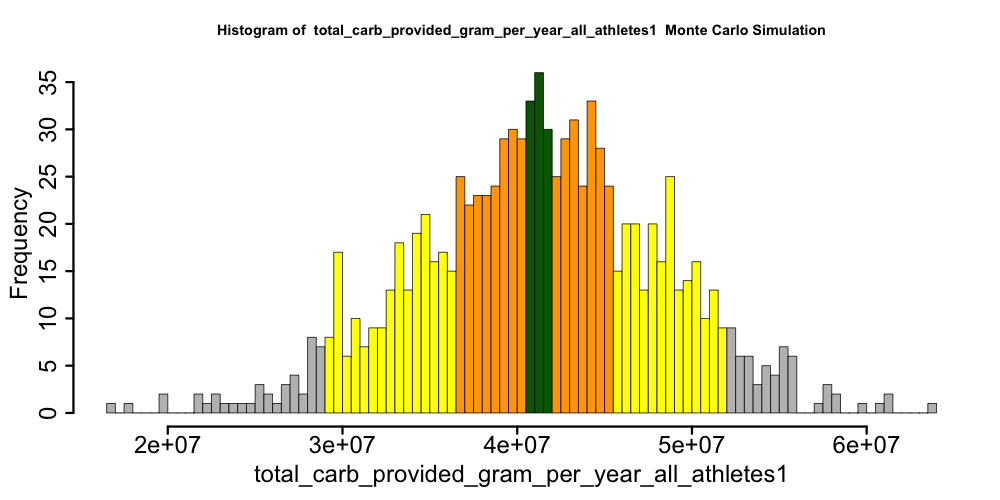 Histogram of  total_carb_provided_gram_per_year_all_athletes1  Monte Carlo Simulation
Frequency
35
30
25
20
15
10
5
0
2e+07 3e+07 4e+07 5e+07 6e+07
total_carb_provided_gram_per_year_all_athletes1